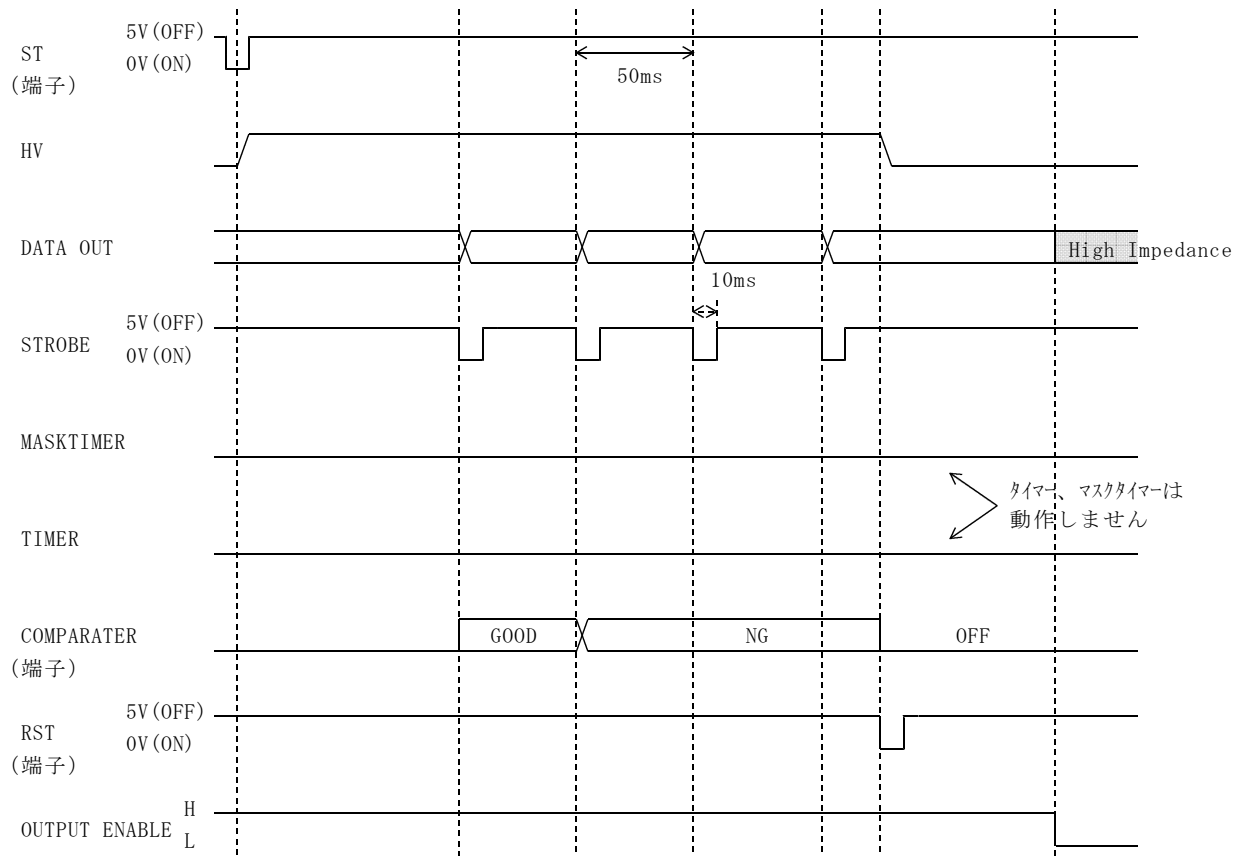 5V(OFF)
ST
0V(ON)
(端子)
50ms
HV
DATA OUT
High Impedance
10ms
5V(OFF)
STROBE
0V(ON)
MASKTIMER
ﾀｲﾏｰ、ﾏｽｸﾀｲﾏｰは
動作しません
TIMER
COMPARATER
GOOD
NG
OFF
(端子)
5V(OFF)
RST
0V(ON)
(端子)
H
OUTPUT ENABLE
L